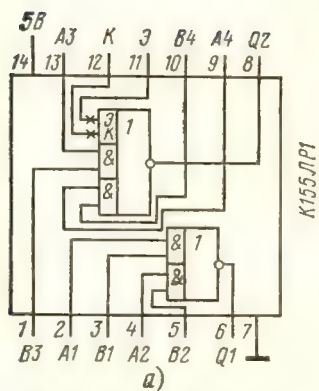 5В
А3 К Э В4 А4 Q2
14 13 12 11 10 9 8
Э 1
К
&
&
К155ЛР1
& 1
&
1 2 3 4 5 6 7
В3 А1 В1 А2 В2 Q1
а)